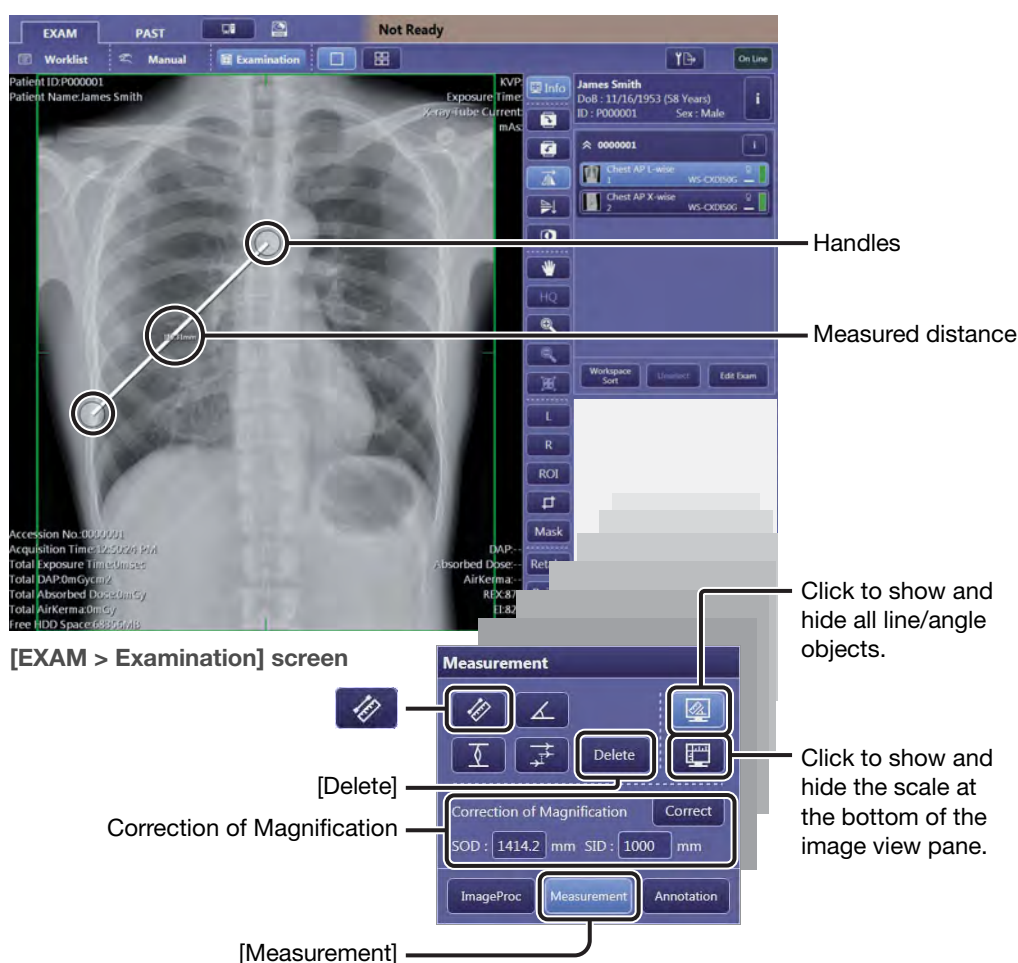 EXAM PAST Not Ready
Worklist Manual Examination On Line
Patient ID:P000001
Patient Name:James Smith
KVP:
Exposure Time:
X-ray Tube Current:
mAs:
Info
HQ
L
R
ROI
Mask
James Smith
DoB : 11/16/1953 (58 Years)
ID : P000001 Sex : Male
i
0000001 i
Chest AP L-wise
1 WS-CXDI50G
Chest AP X-wise
2 WS-CXDI50G
Workspace
Sort
Unselect
Edit Exam
Handles
Measured distance
Accession No.:0000001
Acquisition Time:12:50:24 PM
Total Exposure Time:0msec
Total DAP:0mGycm2
Total Absorbed Dose:0mGy
Total AirKerma:0mGy
Free HDD Space:68356MB
DAP:--
Absorbed Dose:--
AirKerma:--
REX:87
EI:82
[EXAM > Examination] screen
Click to show and
hide all line/angle
objects.
Click to show and
hide the scale at
the bottom of the
image view pane.
Measurement
Delete
[Delete]
Correction of Magnification
Correction of Magnification Correct
SOD : 1414.2 mm SID : 1000 mm
ImageProc Measurement Annotation
[Measurement]